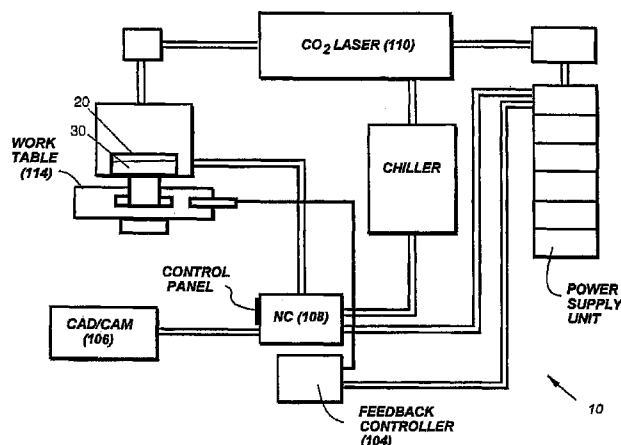 CO2 LASER (110)
20
30
WORK
TABLE
(114)
CHILLER
POWER
SUPPLY
UNIT
CONTROL
PANEL
NC (108)
CAD/CAM
(106)
FEEDBACK
CONTROLLER
(104)
10